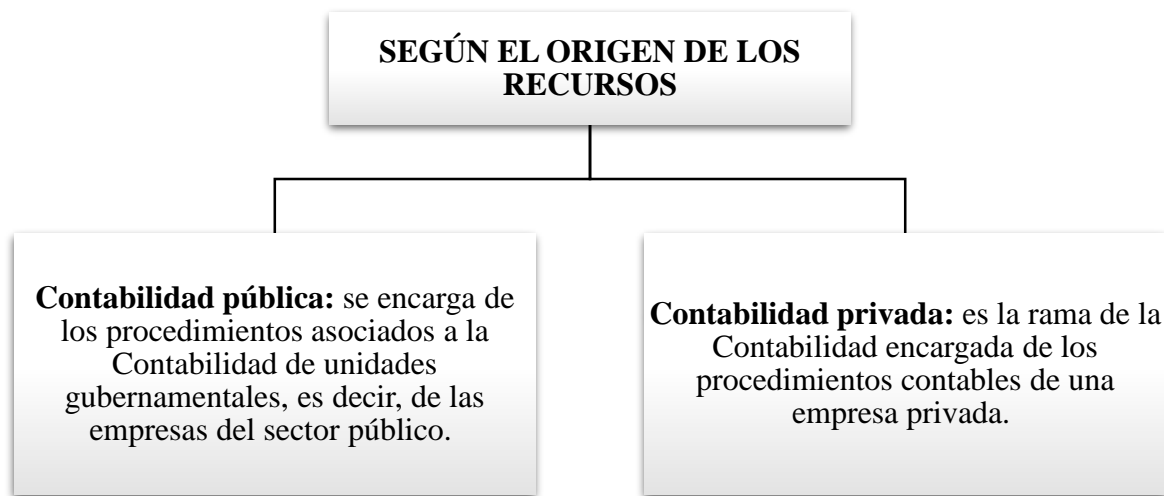 SEGÚN EL ORIGEN DE LOS
RECURSOS
Contabilidad pública: se encarga de
los procedimientos asociados a la
Contabilidad de unidades
gubernamentales, es decir, de las
empresas del sector público.
Contabilidad privada: es la rama de la
Contabilidad encargada de los
procedimientos contables de una
empresa privada.